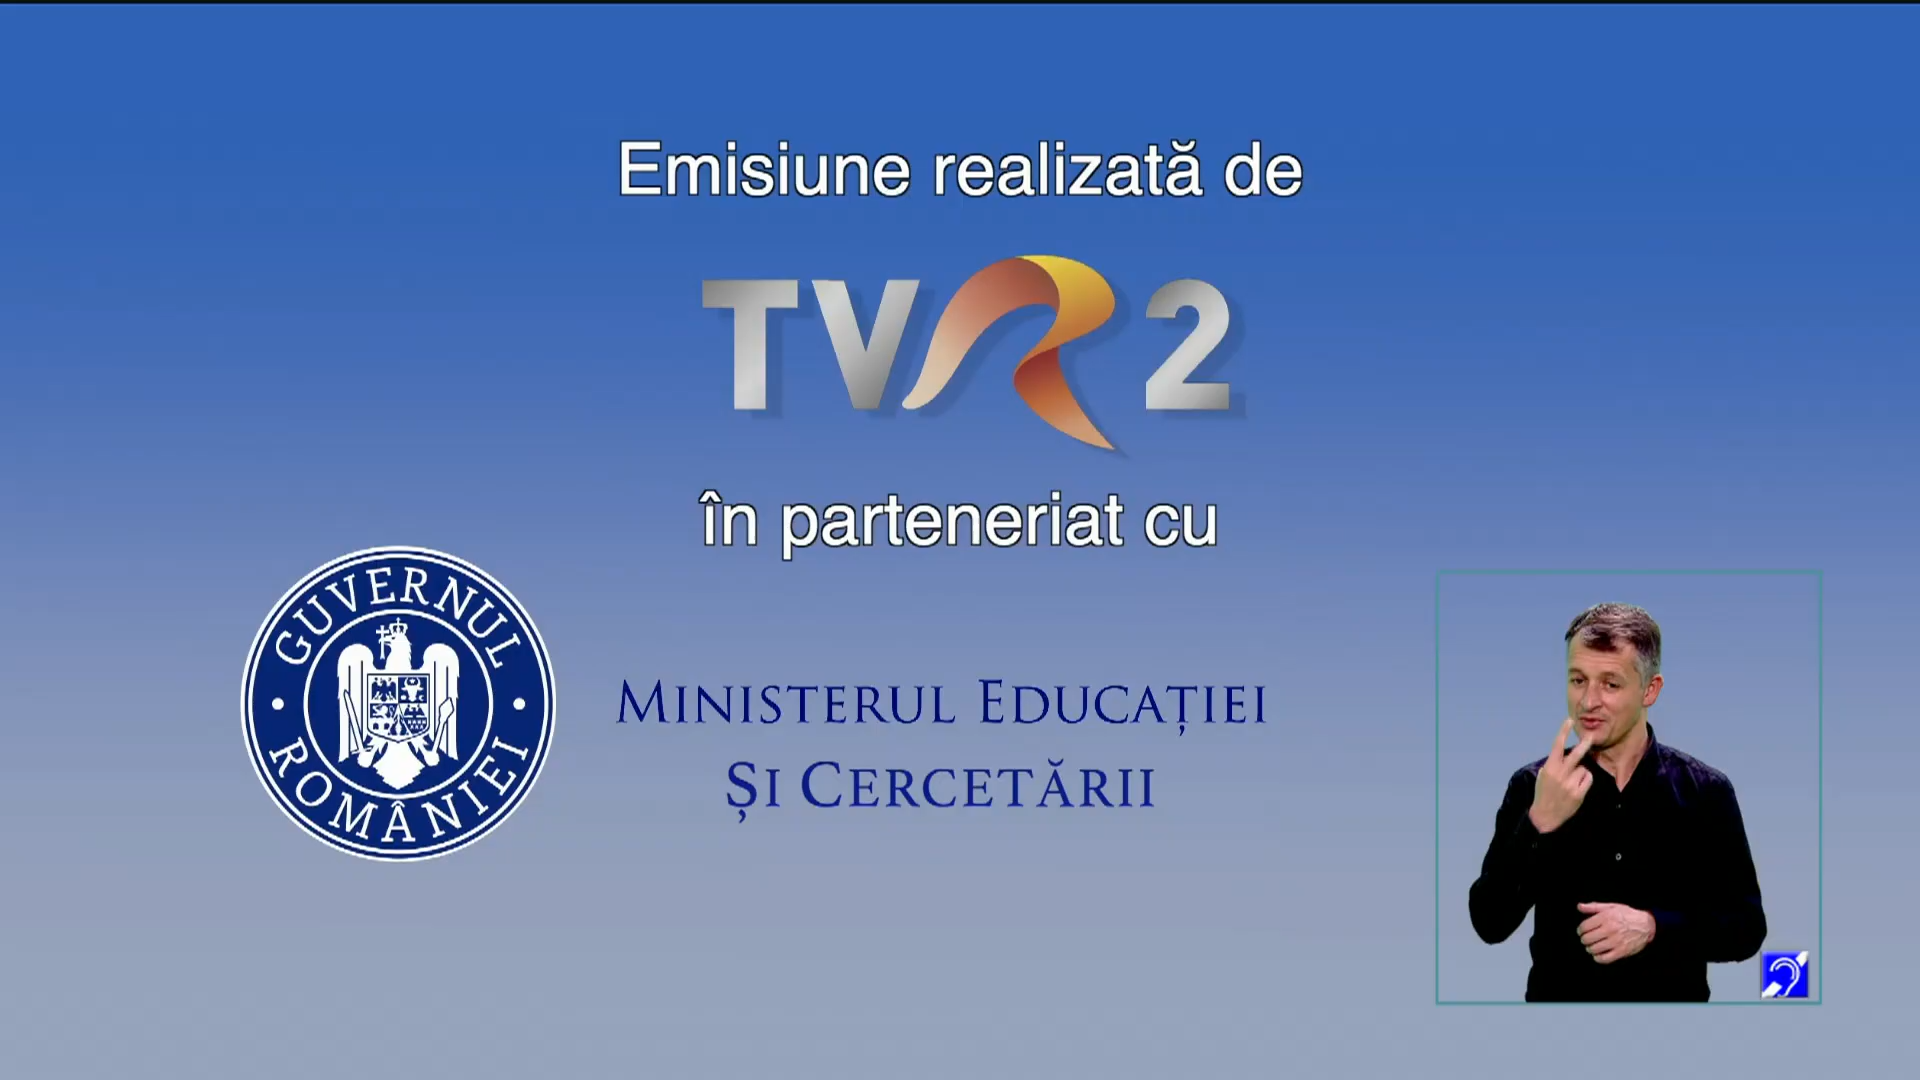 Emisiune realizată de
TVR 2
în parteneriat cu
GUVERNUL ROMÂNIEI
MINISTERUL EDUCAȚIEI
ȘI CERCETĂRII